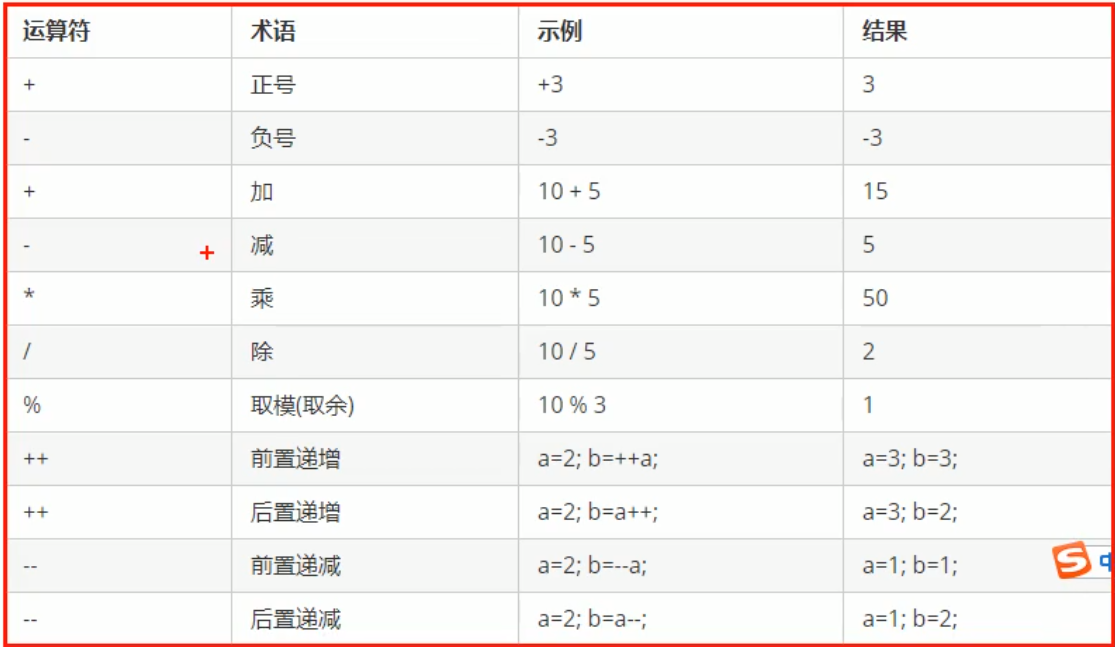 运算符 术语 示例 结果
+ 正号 +3 3
- 负号 -3 -3
+ 加 10 + 5 15
- 减 10 - 5 5
* 乘 10 * 5 50
/ 除 10 / 5 2
% 取模(取余) 10 % 3 1
++ 前置递增 a=2; b=++a; a=3; b=3;
++ 后置递增 a=2; b=a++; a=3; b=2;
-- 前置递减 a=2; b=--a; a=1; b=1;
-- 后置递减 a=2; b=a--; a=1; b=2;